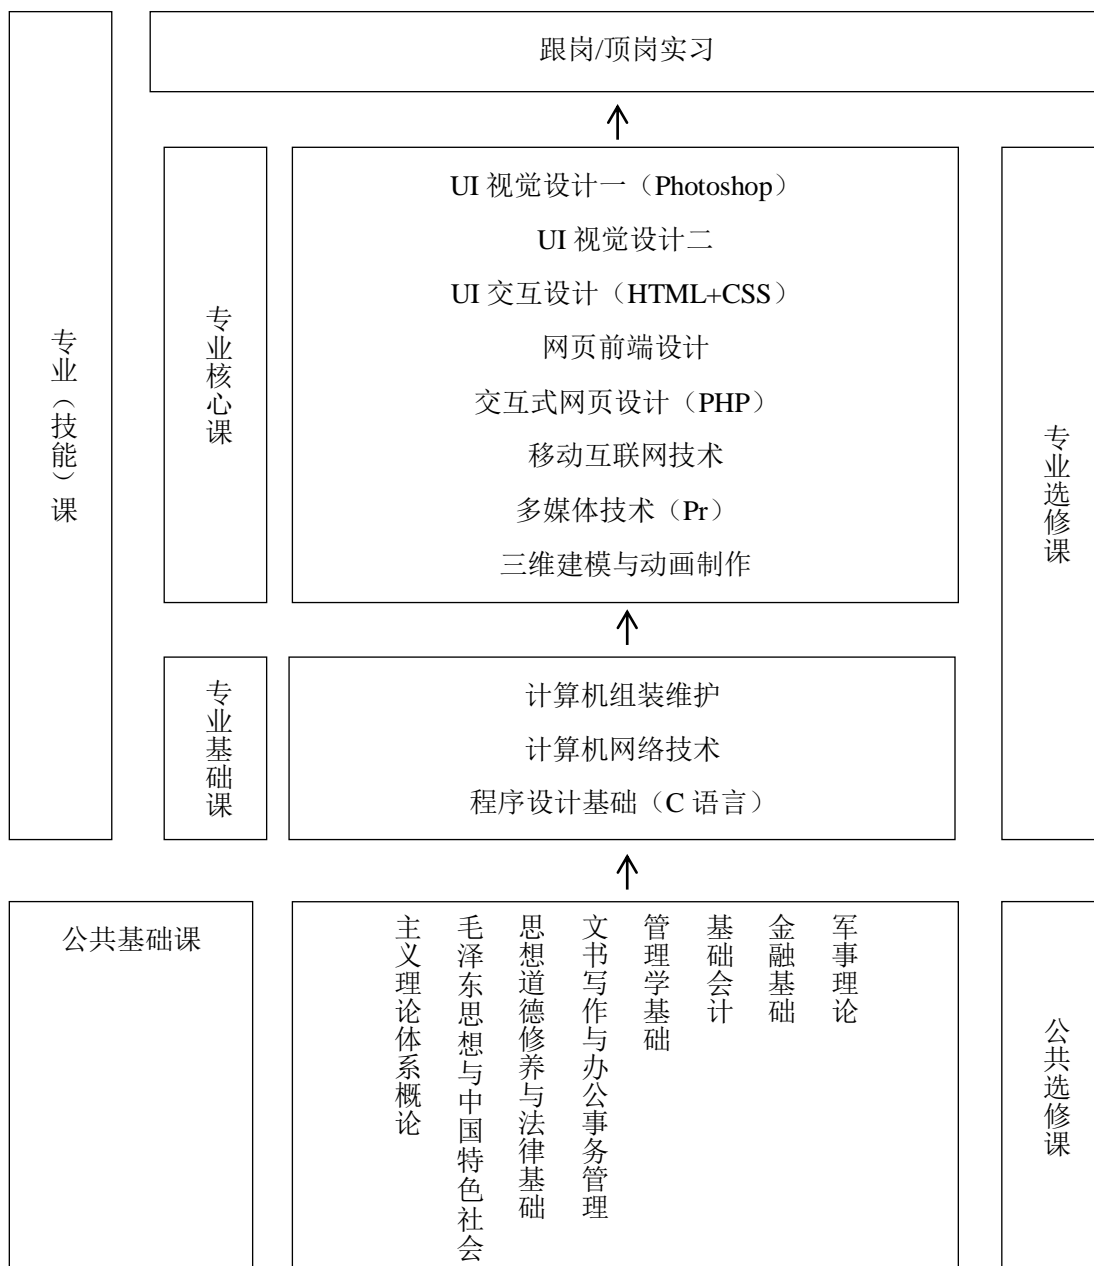 跟岗/顶岗实习
专业（技能）课
专业核心课
UI 视觉设计一（Photoshop）
UI 视觉设计二
UI 交互设计（HTML+CSS）
网页前端设计
交互式网页设计（PHP）
移动互联网技术
多媒体技术（Pr）
三维建模与动画制作
专业选修课
专业基础课
计算机组装维护
计算机网络技术
程序设计基础（C 语言）
公共基础课
主义理论体系概论
毛泽东思想与中国特色社会
思想道德修养与法律基础
文书写作与办公事务管理
管理学基础
基础会计
金融基础
军事理论
公共选修课